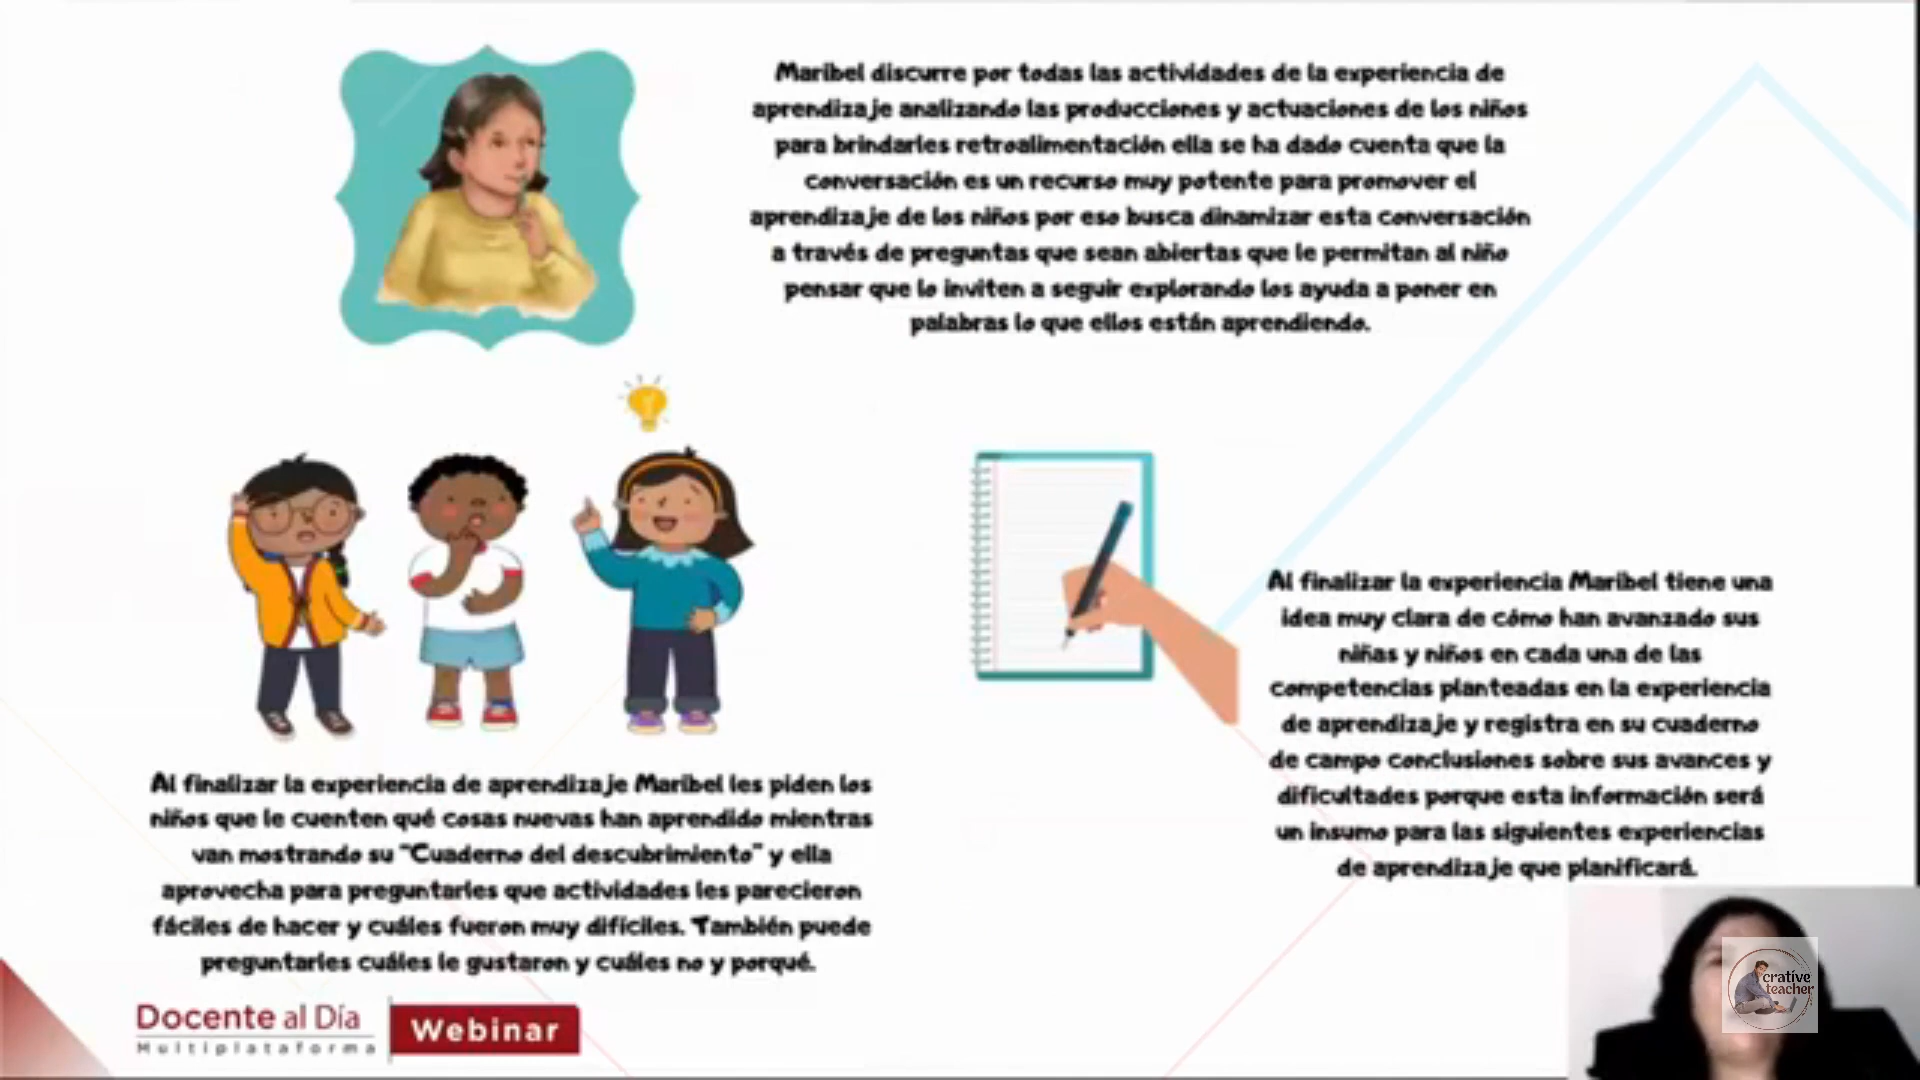 Maribel discurre por todas las actividades de la experiencia de
aprendizaje analizando las producciones y actuaciones de los niños
para brindarles retroalimentación ella se ha dado cuenta que la
conversación es un recurso muy potente para promover el
aprendizaje de los niños por eso busca dinamizar esta conversación
a través de preguntas que sean abiertas que le permitan al niño
pensar que lo inviten a seguir explorando los ayuda a poner en
palabras lo que ellos están aprendiendo.
Al finalizar la experiencia de aprendizaje Maribel les piden los
niños que le cuenten qué cosas nuevas han aprendido mientras
van mostrando su "Cuaderno del descubrimiento" y ella
aprovecha para preguntarles que actividades les parecieron
fáciles de hacer y cuáles fueron muy difíciles. También puede
preguntarles cuáles le gustaron y cuáles no y porqué.
Al finalizar la experiencia Maribel tiene una
idea muy clara de cómo han avanzado sus
niñas y niños en cada una de las
competencias planteadas en la experiencia
de aprendizaje y registra en su cuaderno
de campo conclusiones sobre sus avances y
dificultades porque esta información será
un insumo para las siguientes experiencias
de aprendizaje que planificará.
Docente al Día
Multiplataforma
Webinar
crative
teacher